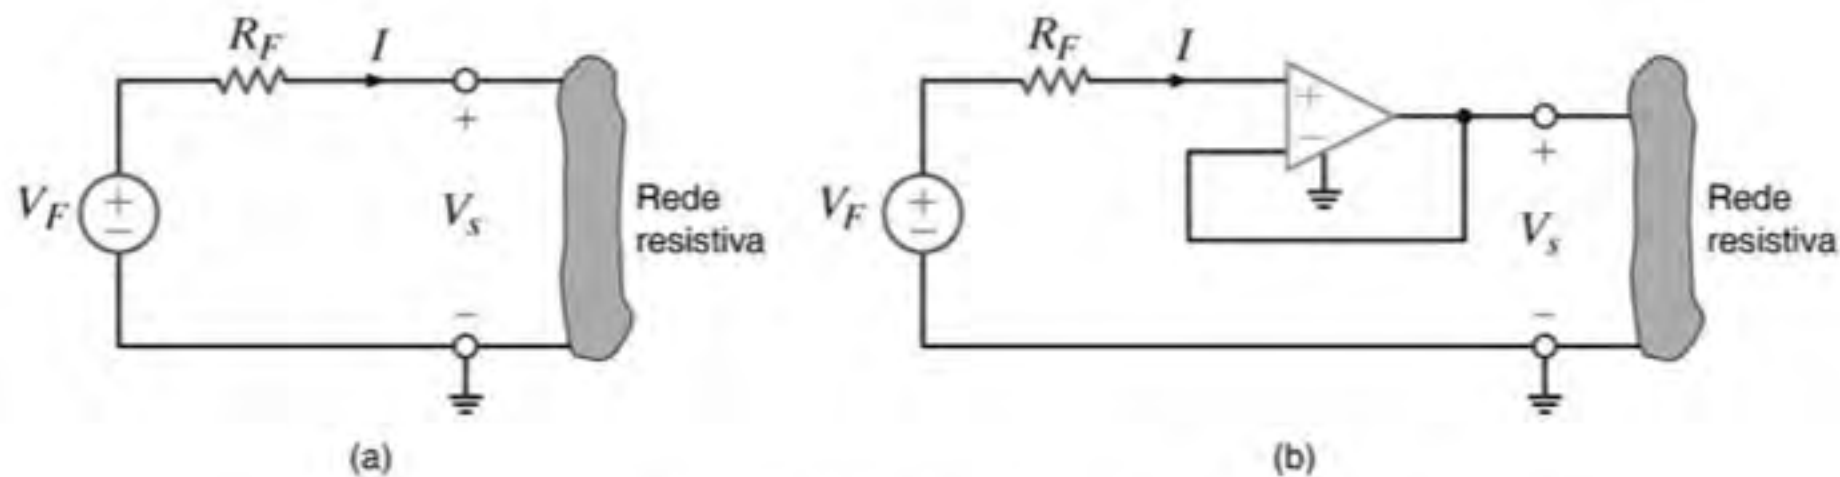 R_F I
+
V_F + − V_s Rede
resistiva
−
(a)
R_F I
+
−
+
V_F + − V_s Rede
resistiva
−
(b)